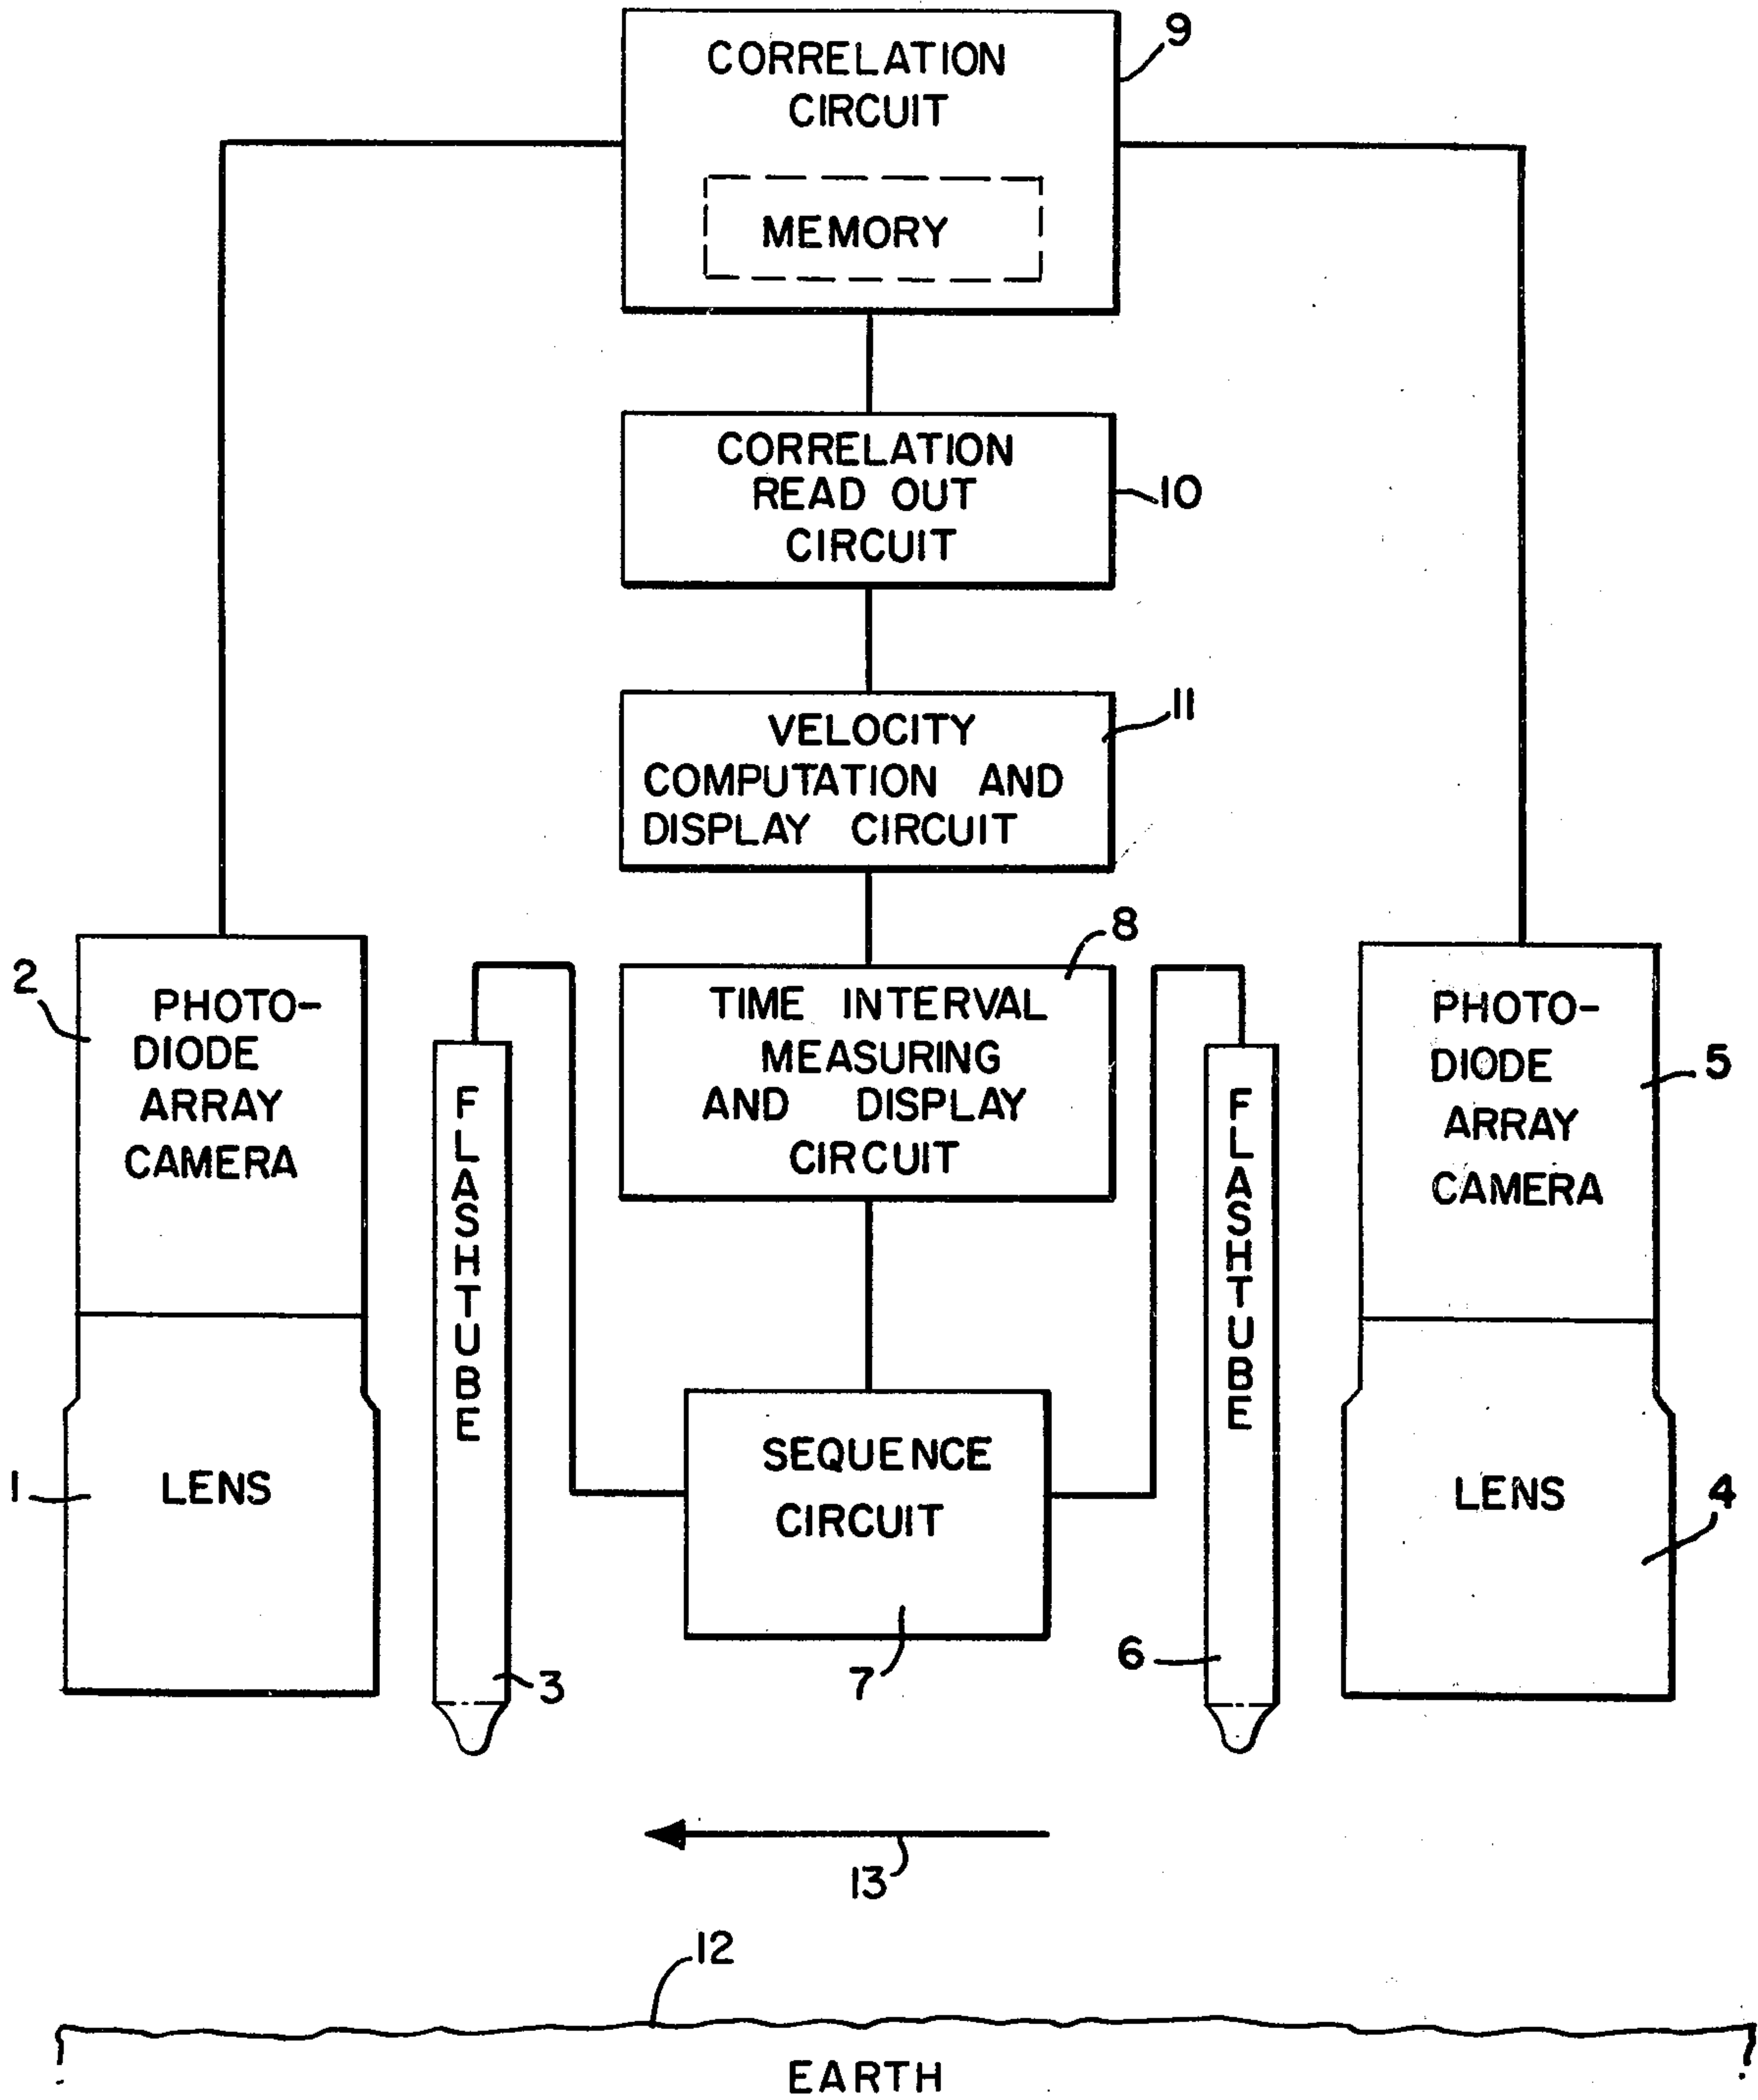 CORRELATION
CIRCUIT
9
MEMORY
CORRELATION
READ OUT
CIRCUIT
10
VELOCITY
COMPUTATION AND
DISPLAY CIRCUIT
11
2
PHOTO-
DIODE
ARRAY
CAMERA
FLASHTUBE
TIME INTERVAL
MEASURING
AND DISPLAY
CIRCUIT
8
FLASHTUBE
PHOTO-
DIODE
ARRAY
CAMERA
5
1
LENS
3
SEQUENCE
CIRCUIT
7
6
LENS
4
13
12
EARTH